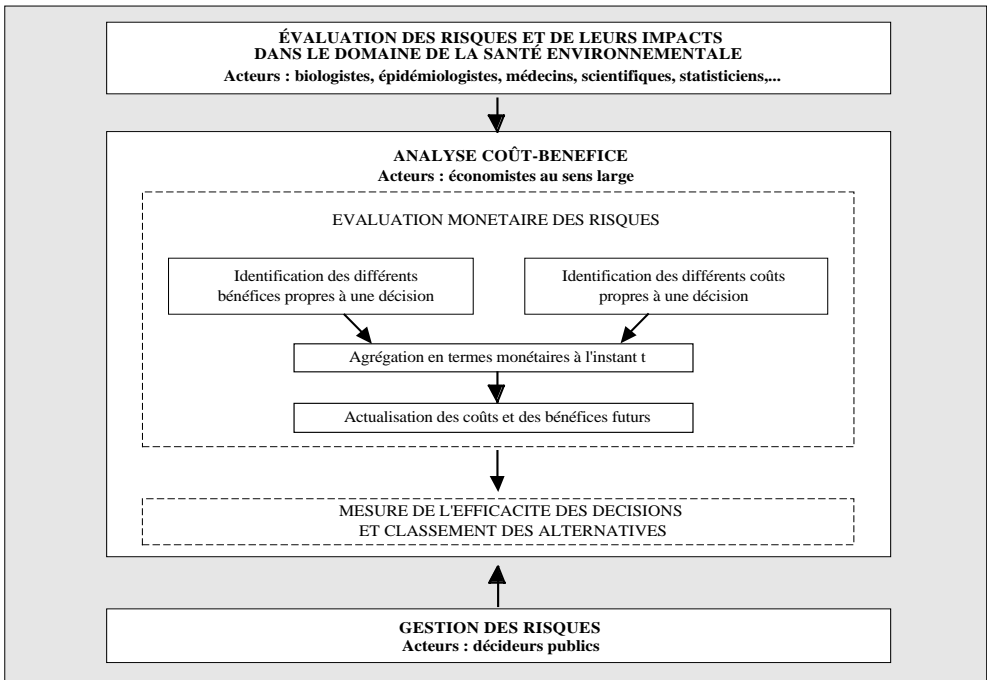 ÉVALUATION DES RISQUES ET DE LEURS IMPACTS
DANS LE DOMAINE DE LA SANTÉ ENVIRONNEMENTALE
Acteurs : biologistes, épidémiologistes, médecins, scientifiques, statisticiens,...
ANALYSE COÛT-BENEFICE
Acteurs : économistes au sens large
EVALUATION MONETAIRE DES RISQUES
Identification des différents
bénéfices propres à une décision
Identification des différents coûts
propres à une décision
Agrégation en termes monétaires à l'instant t
Actualisation des coûts et des bénéfices futurs
MESURE DE L'EFFICACITE DES DECISIONS
ET CLASSEMENT DES ALTERNATIVES
GESTION DES RISQUES
Acteurs : décideurs publics